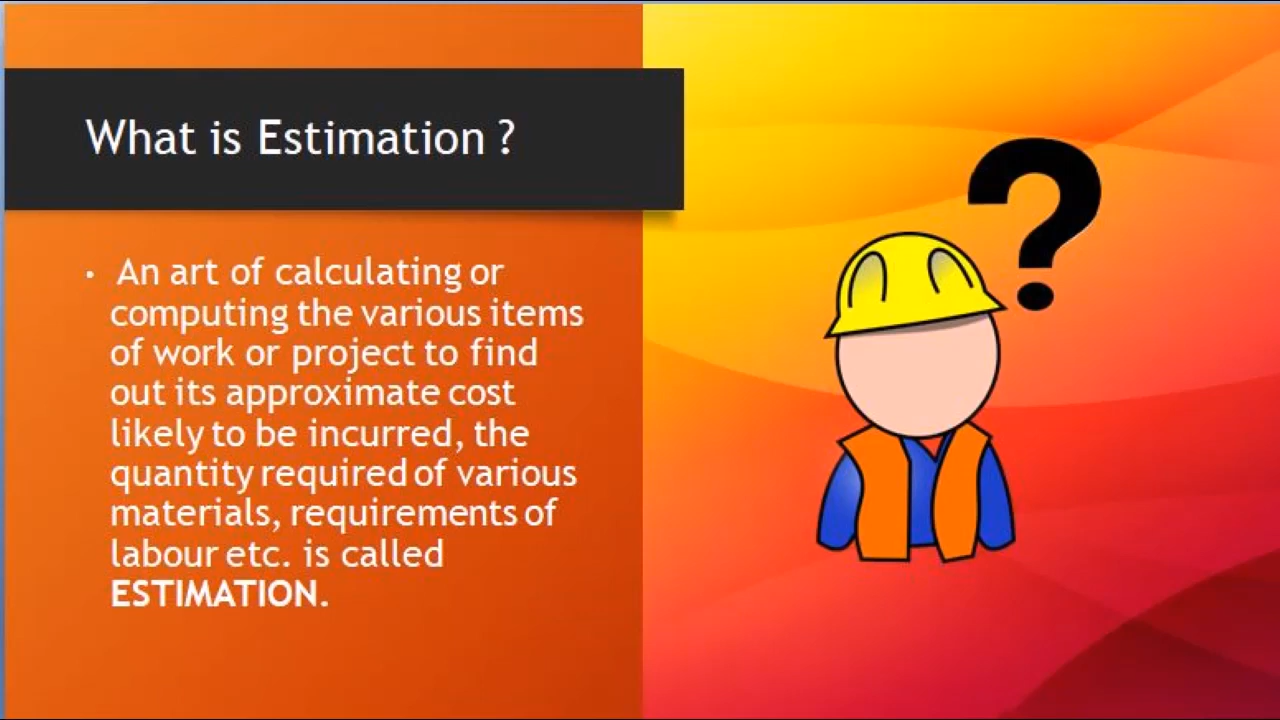 What is Estimation ?
• An art of calculating or
computing the various items
of work or project to find
out its approximate cost
likely to be incurred, the
quantity required of various
materials, requirements of
labour etc. is called
ESTIMATION.
?